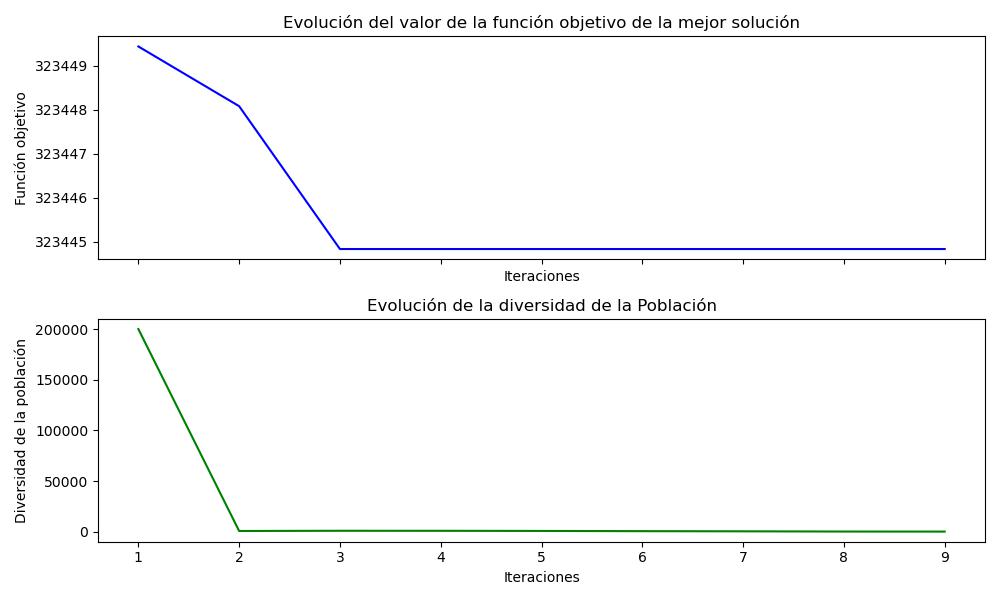 Evolución del valor de la función objetivo de la mejor solución
323449
323448
323447
323446
323445
Función objetivo
Iteraciones
Evolución de la diversidad de la Población
200000
150000
100000
50000
0
Diversidad de la población
1 2 3 4 5 6 7 8 9
Iteraciones